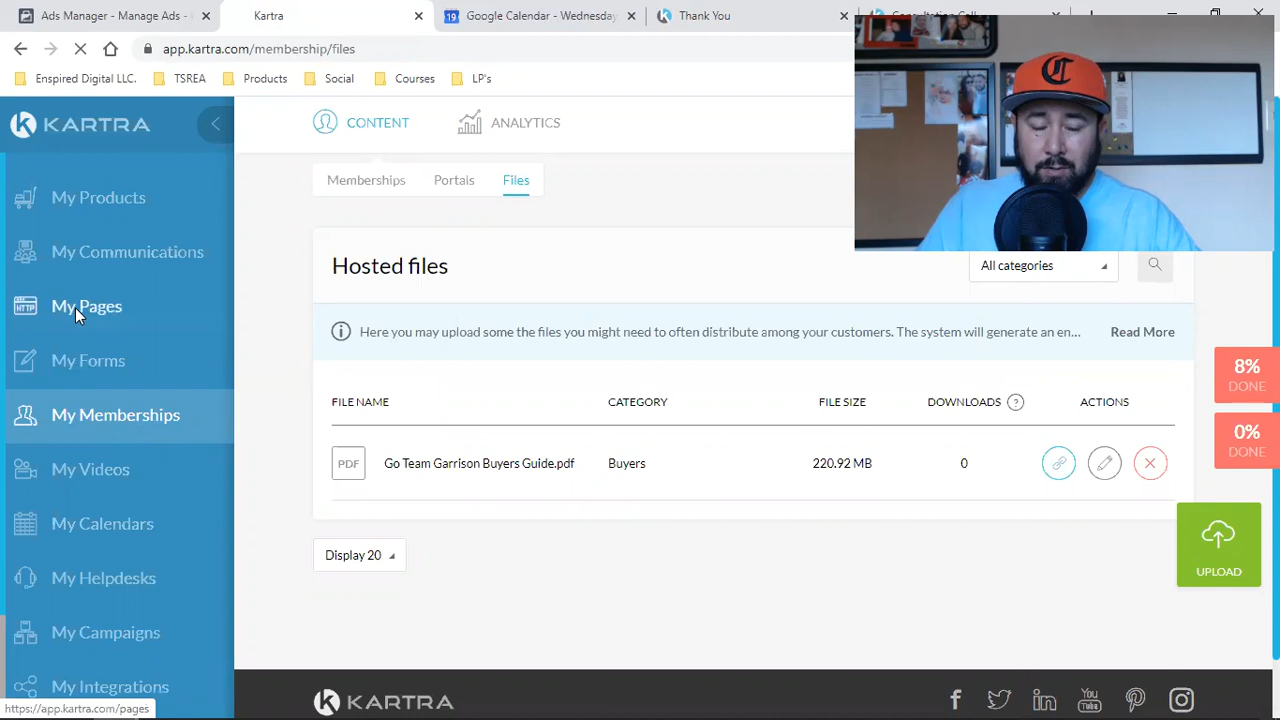 Ads Manager - Manage Ads -
Kartra
Google Calendar - Wednesday,
Thank You
Consultation Call
app.kartra.com/membership/files
Enspired Digital LLC.
TSREA
Products
Social
Courses
LP's
KARTRA
My Products
My Communications
My Pages
My Forms
My Memberships
My Videos
My Calendars
My Helpdesks
My Campaigns
My Integrations
https://app.kartra.com/pages
CONTENT
ANALYTICS
Memberships
Portals
Files
Hosted files
All categories
Here you may upload some the files you might need to often distribute among your customers. The system will generate an en...
Read More
FILE NAME
CATEGORY
FILE SIZE
DOWNLOADS ?
ACTIONS
PDF
Go Team Garrison Buyers Guide.pdf
Buyers
220.92 MB
0
Display 20
8%
DONE
0%
DONE
UPLOAD
KARTRA